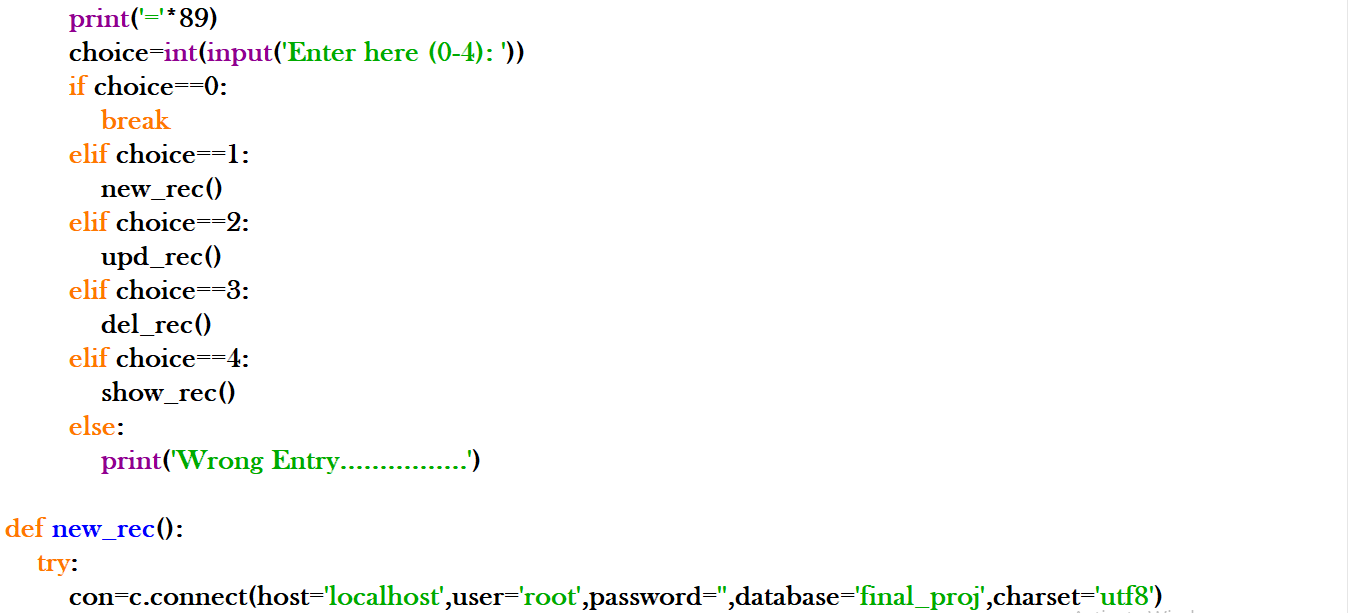 print('='*89)
choice=int(input('Enter here (0-4): '))
if choice==0:
break
elif choice==1:
new_rec()
elif choice==2:
upd_rec()
elif choice==3:
del_rec()
elif choice==4:
show_rec()
else:
print('Wrong Entry................')
def new_rec():
try:
con=c.connect(host='localhost',user='root',password='',database='final_proj',charset='utf8')